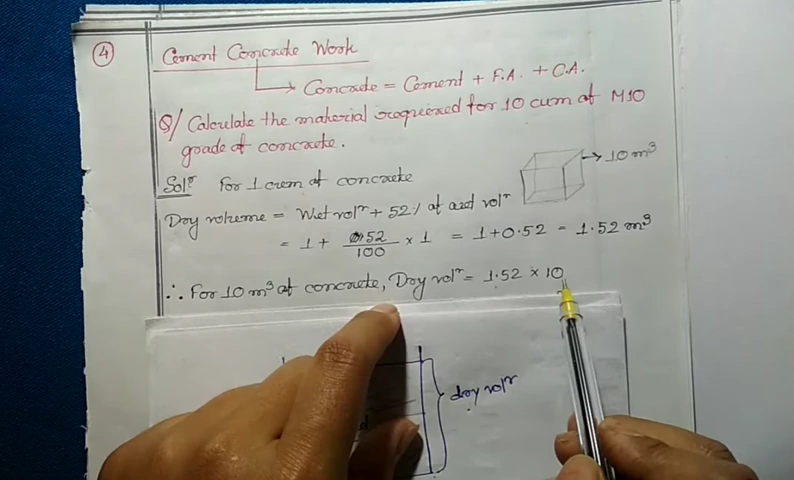 4
Cement Concrete Work
Concrete = Cement + F.A. + C.A.
Q/ Calculate the material required for 10 cum of M10
grade of concrete.
Solⁿ For 1 cum of concrete
→ 10 m³
Dry volume = Wet volⁿ + 52% of wet volⁿ
= 1 + 52/100 × 1 = 1 + 0.52 = 1.52 m³
∴ For 10 m³ of concrete, Dry volⁿ = 1.52 × 10
dry volⁿ